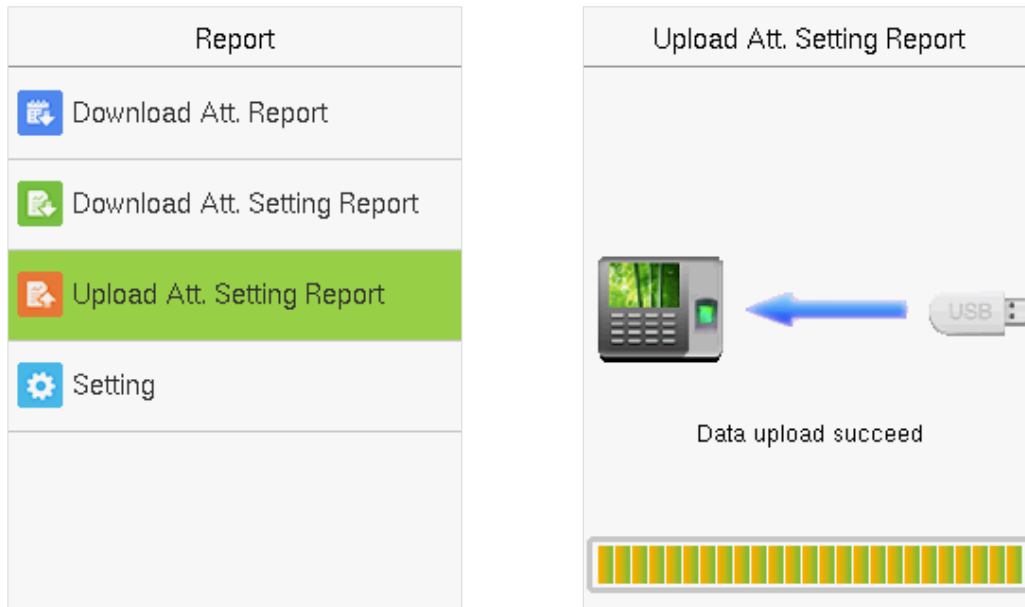 Report
Download Att. Report
Download Att. Setting Report
Upload Att. Setting Report
Setting
Upload Att. Setting Report
USB
Data upload succeed